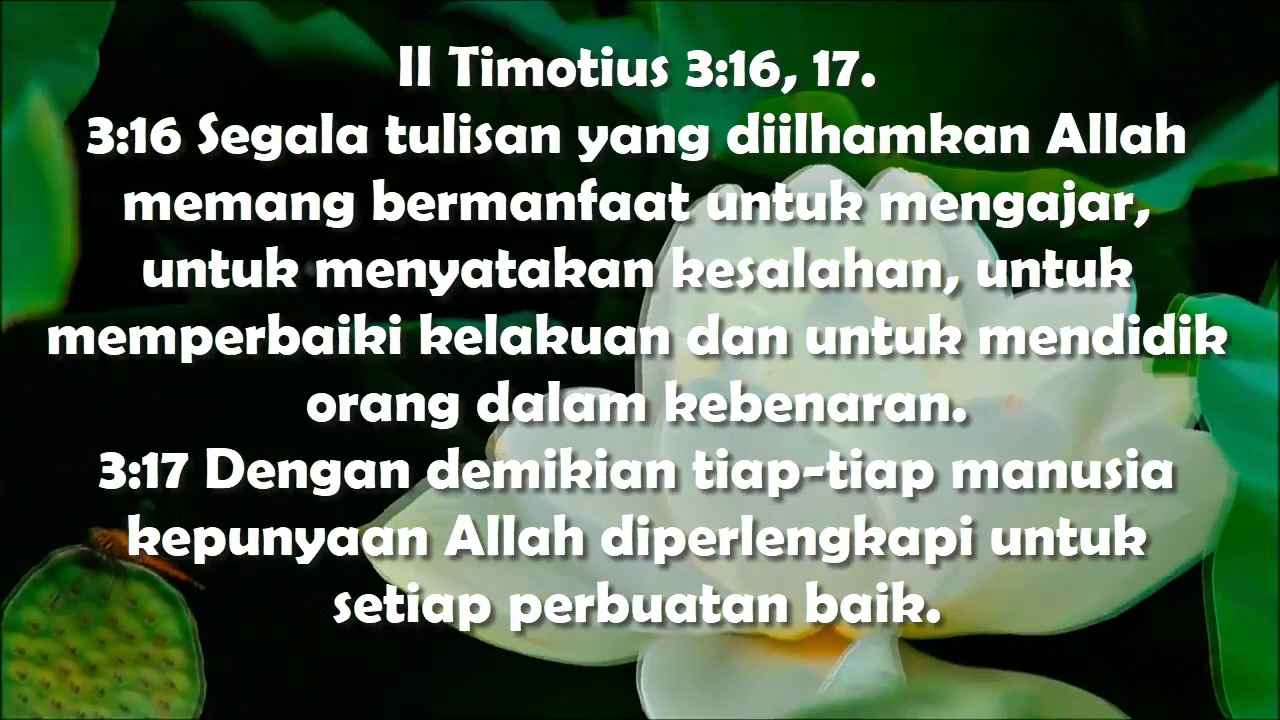 II Timotius 3:16, 17.
3:16 Segala tulisan yang diilhamkan Allah
memang bermanfaat untuk mengajar,
untuk menyatakan kesalahan, untuk
memperbaiki kelakuan dan untuk mendidik
orang dalam kebenaran.
3:17 Dengan demikian tiap-tiap manusia
kepunyaan Allah diperlengkapi untuk
setiap perbuatan baik.